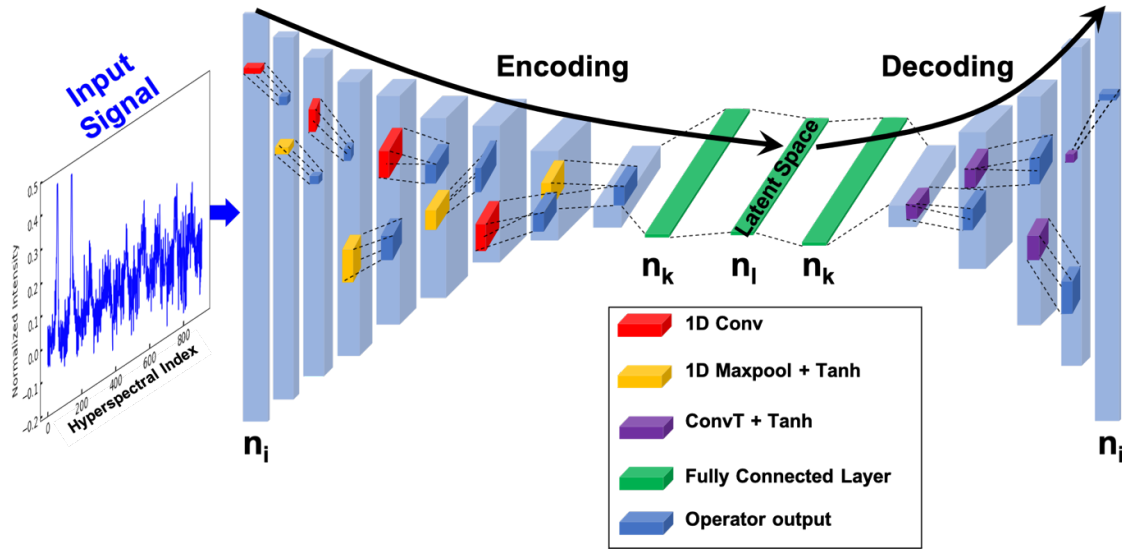 Input
Signal
Encoding
Decoding
Normalized Intensity
0.5
0.4
0.3
0.2
0.1
0.0
−0.1
−0.2
0
200
400
600
800
Hyperspectral Index
Latent Space
n_i
n_k
n_l
n_k
n_i
1D Conv
1D Maxpool + Tanh
ConvT + Tanh
Fully Connected Layer
Operator output